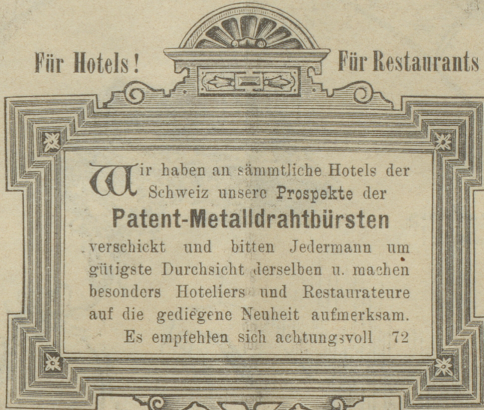 Für Hotels! Für Restaurants
Wir haben an sämmtliche Hotels der
Schweiz unsere Prospekte der
Patent-Metalldrahtbürsten
verschickt und bitten Jedermann um
gütigste Durchsicht derselben u. machen
besonders Hoteliers und Restaurateure
auf die gediegene Neuheit aufmerksam.
Es empfehlen sich achtungsvoll 72